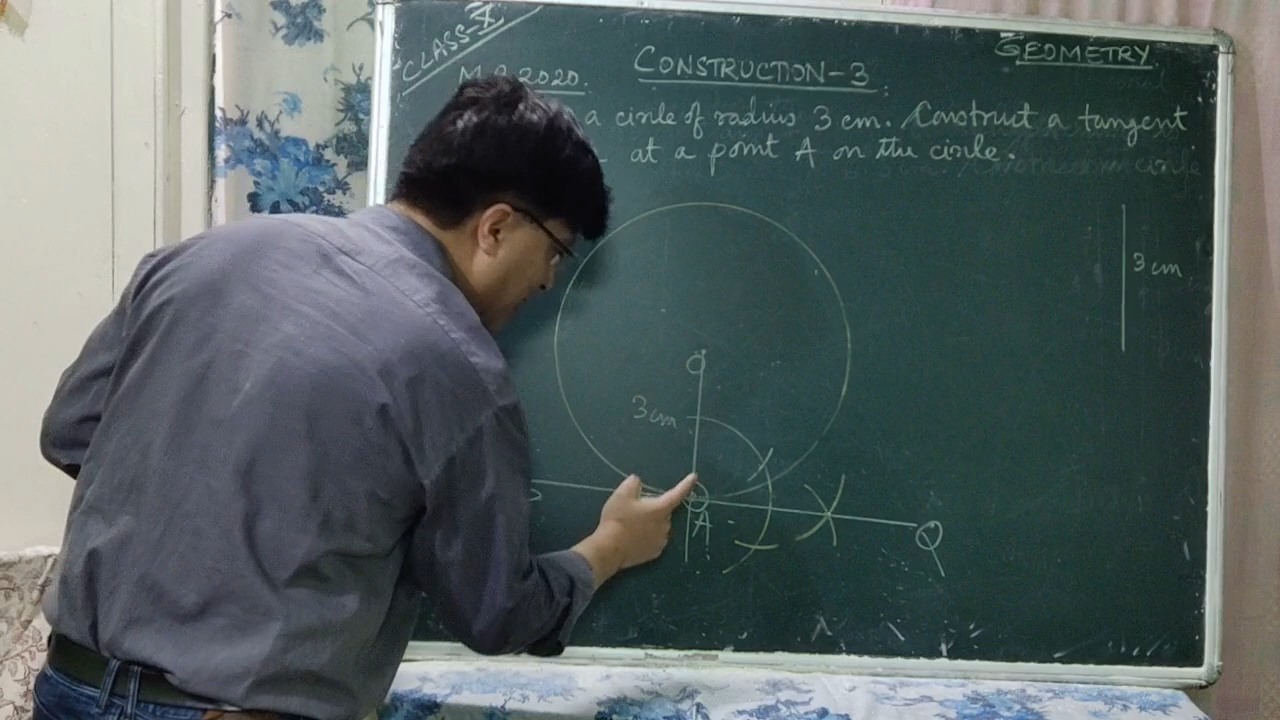 CLASS-X
GEOMETRY
CONSTRUCTION-3
2020.
a circle of radius 3 cm. Construct a tangent
at a point A on the circle.
3 cm
O
3 cm
A
Q